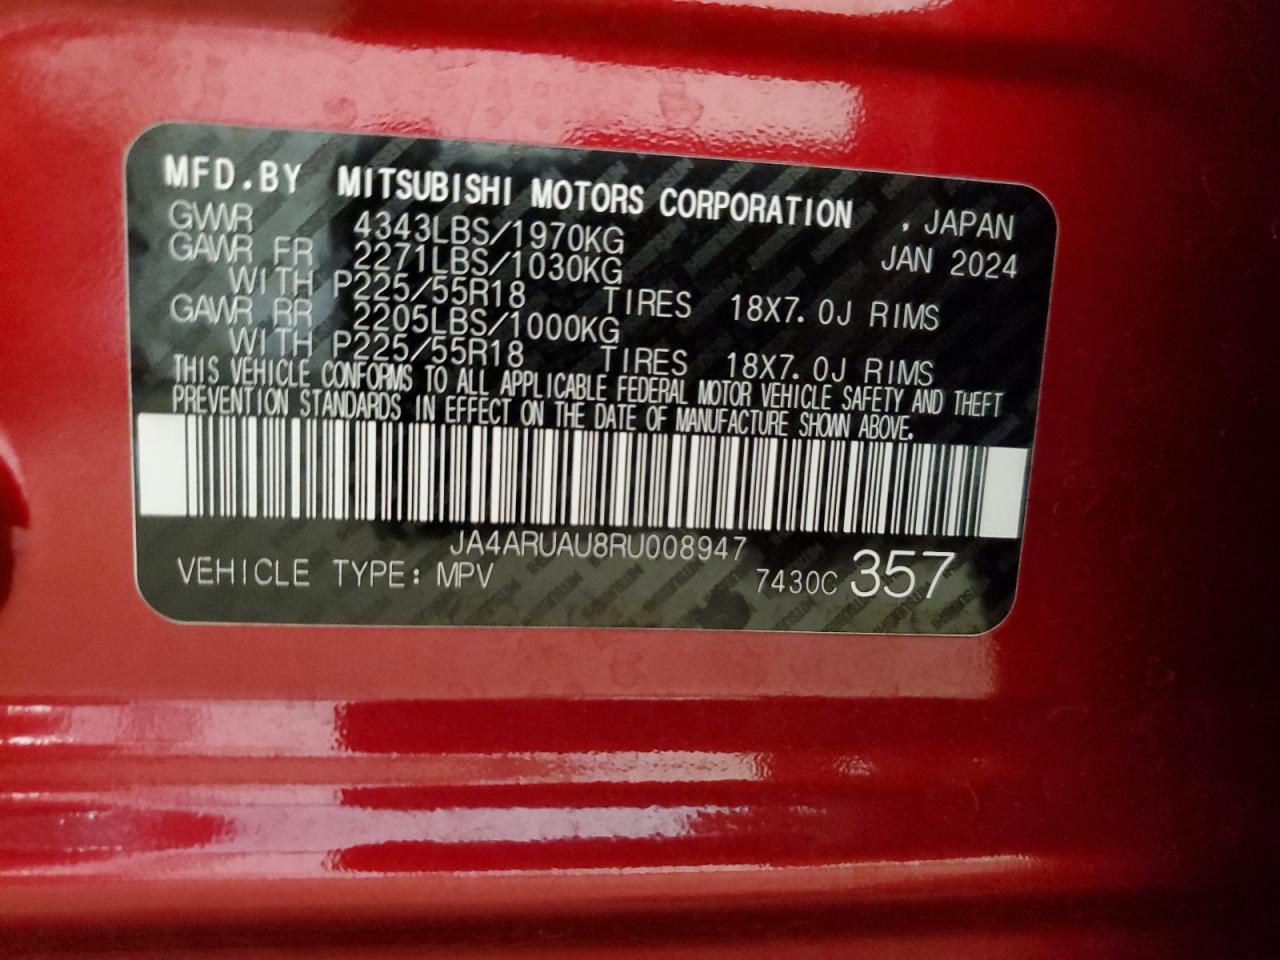 MFD.BY MITSUBISHI MOTORS CORPORATION , JAPAN
GVWR 4343LBS/1970KG JAN 2024
GAWR FR 2271LBS/1030KG
WITH P225/55R18 TIRES 18X7.0J RIMS
GAWR RR 2205LBS/1000KG
WITH P225/55R18 TIRES 18X7.0J RIMS
THIS VEHICLE CONFORMS TO ALL APPLICABLE FEDERAL MOTOR VEHICLE SAFETY AND THEFT
PREVENTION STANDARDS IN EFFECT ON THE DATE OF MANUFACTURE SHOWN ABOVE.
JA4ARUAU8RU008947
VEHICLE TYPE: MPV 7430C 357